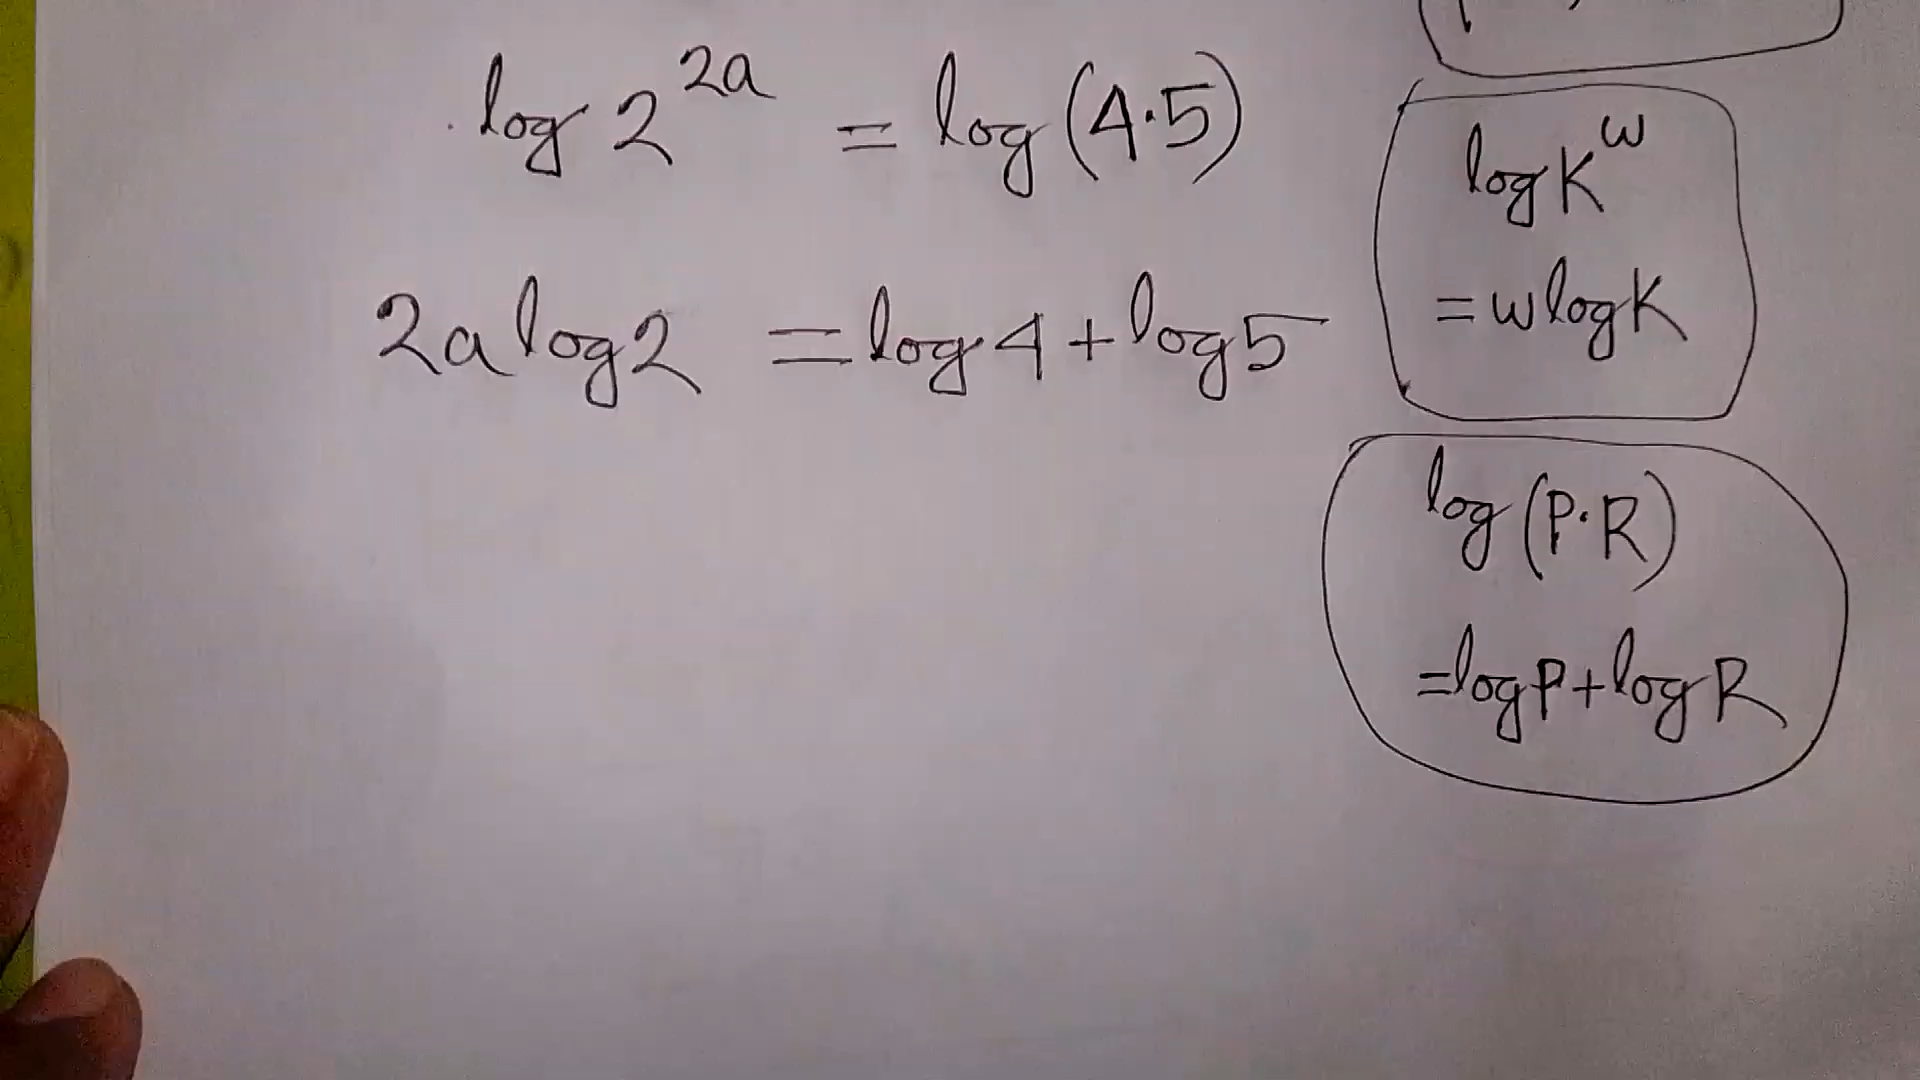 log 2^2a = log (4·5)
2a log 2 = log 4 + log 5
log K^w
= w log K
log (P·R)
= log P + log R